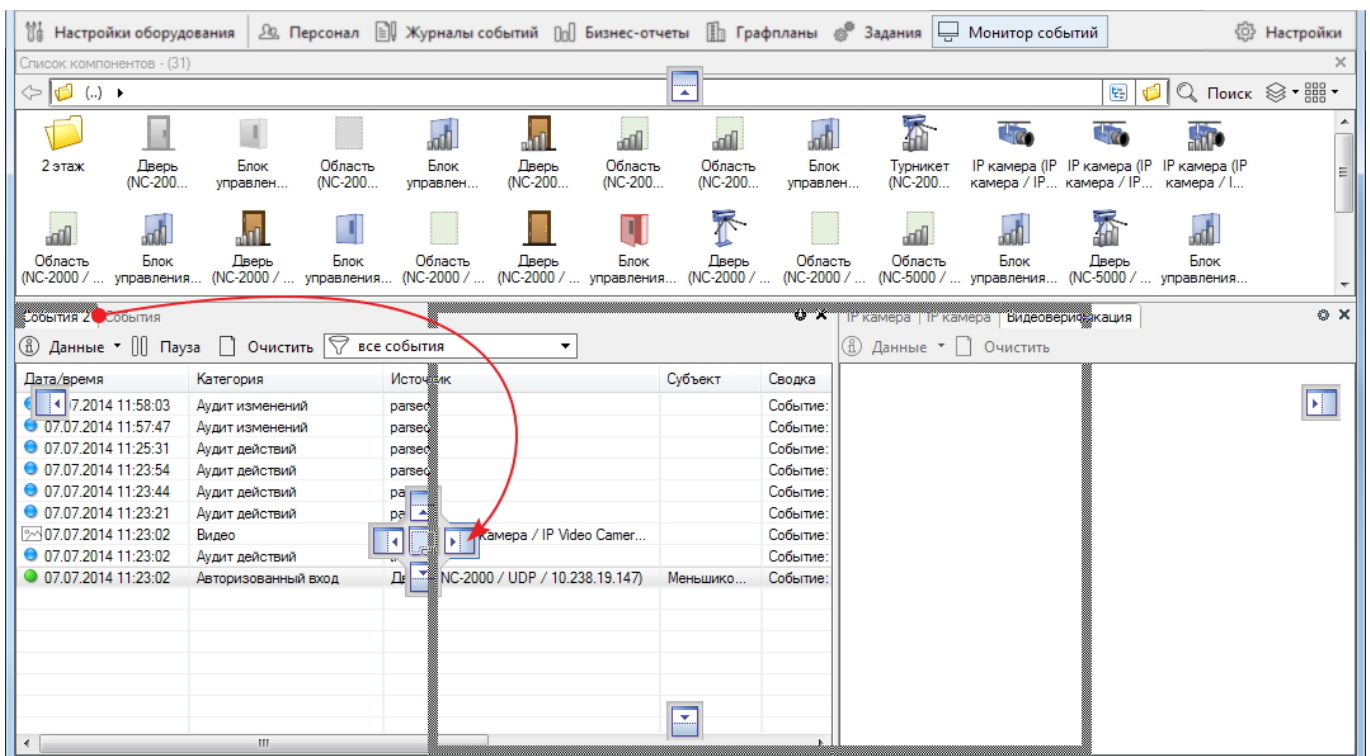 Настройки оборудования Персонал Журналы событий Бизнес-отчеты Графпланы Задания Монитор событий Настройки
Список компонентов - (31)
(..) Поиск
2 этаж Дверь Блок Область Блок Дверь Область Область Блок Турникет IP камера (IP IP камера (IP IP камера (IP
(NC-200... управлен... (NC-200... управлен... (NC-200... (NC-200... (NC-200... управлен... (NC-200... камера / IP... камера / IP... камера / I...
Область Блок Дверь Блок Область Дверь Блок Дверь Область Область Блок Дверь Блок
(NC-2000 / ... управления... (NC-2000 / ... управления... (NC-2000 / ... (NC-2000 / ... управления... (NC-2000 / ... (NC-2000 / ... (NC-5000 / ... управления... (NC-5000 / ... управления...
События 2 События IP камера IP камера Видеоверификация
Данные Пауза Очистить все события Данные Очистить
Дата/время Категория Источник Субъект Сводка
7.07.2014 11:58:03 Аудит изменений parsec Событие:
07.07.2014 11:57:47 Аудит изменений parsec Событие:
07.07.2014 11:25:31 Аудит действий parsec Событие:
07.07.2014 11:23:54 Аудит действий parsec Событие:
07.07.2014 11:23:44 Аудит действий pa Событие:
07.07.2014 11:23:21 Аудит действий pa Событие:
07.07.2014 11:23:02 Видео камера / IP Video Camer... Событие:
07.07.2014 11:23:02 Аудит действий Событие:
07.07.2014 11:23:02 Авторизованный вход NC-2000 / UDP / 10.238.19.147) Меньшико... Событие: